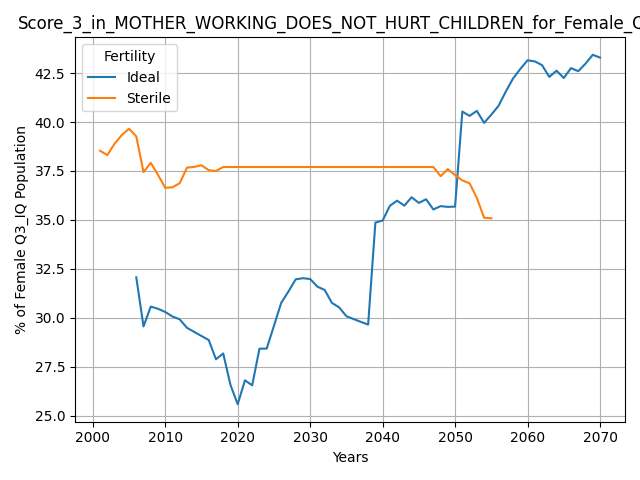 Score_3_in_MOTHER_WORKING_DOES_NOT_HURT_CHILDREN_for_Female_Q
Fertility
Ideal
Sterile
% of Female Q3_IQ Population
42.5
40.0
37.5
35.0
32.5
30.0
27.5
25.0
2000 2010 2020 2030 2040 2050 2060 2070
Years